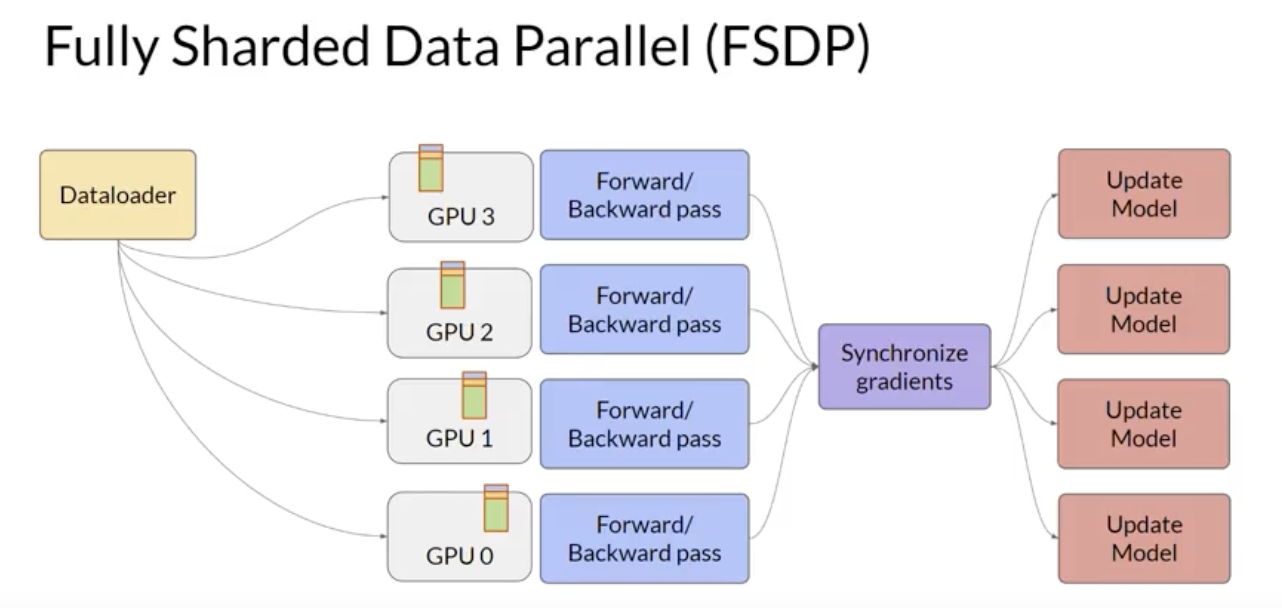 Fully Sharded Data Parallel (FSDP)
Dataloader
GPU 3
Forward/
Backward pass
GPU 2
Forward/
Backward pass
GPU 1
Forward/
Backward pass
GPU 0
Forward/
Backward pass
Synchronize
gradients
Update
Model
Update
Model
Update
Model
Update
Model